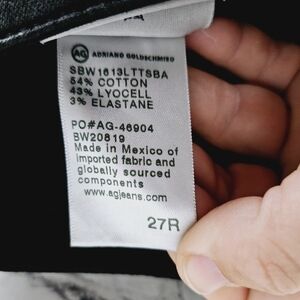 AG ADRIANO GOLDSCHMIED
SBW1613LTTSBA
54% COTTON
43% LYOCELL
3% ELASTANE
PO#AG-46904
BW20819
Made in Mexico of
imported fabric and
globally sourced
components
www.agjeans.com
27R